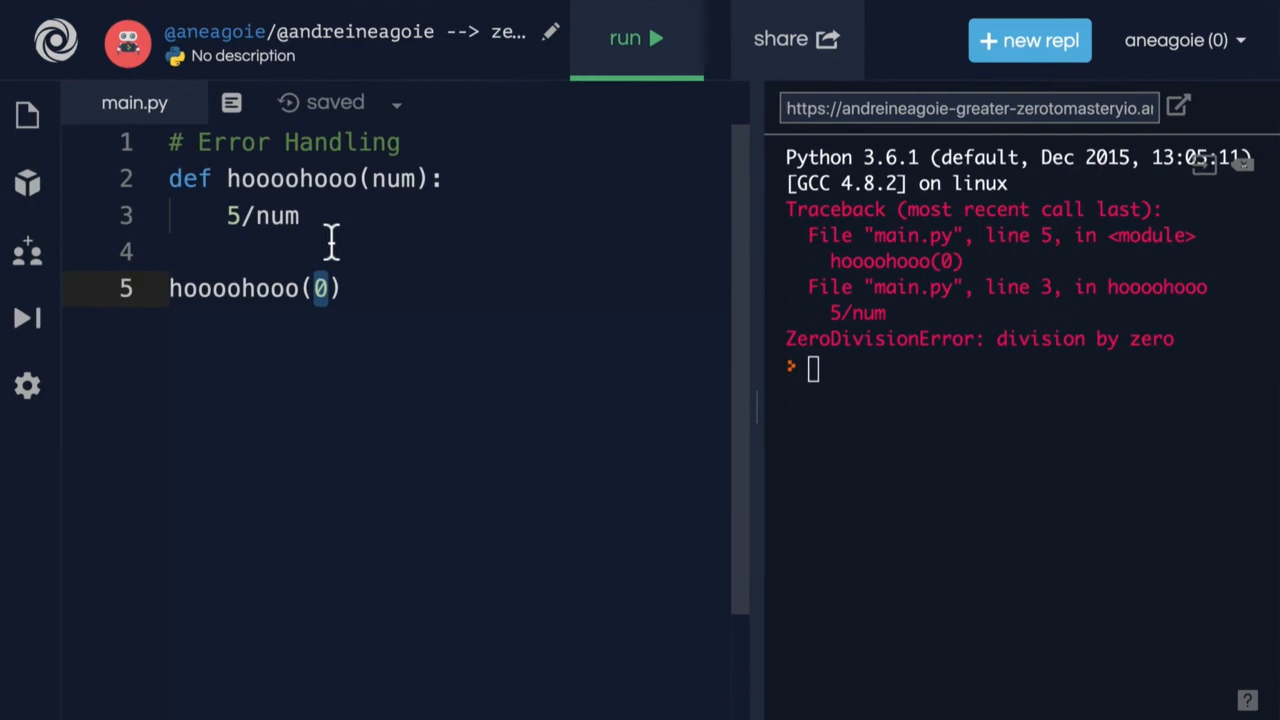 @aneagoie/@andreineagoie --> ze...
No description
run
share
+ new repl
aneagoie (0)
main.py
saved
1 # Error Handling
2 def hoooohooo(num):
3 5/num
4
5 hoooohooo(0)
https://andreineagoie-greater-zerotomasteryio.ar
Python 3.6.1 (default, Dec 2015, 13:05:11)
[GCC 4.8.2] on linux
Traceback (most recent call last):
File "main.py", line 5, in <module>
hoooohooo(0)
File "main.py", line 3, in hoooohooo
5/num
ZeroDivisionError: division by zero
?